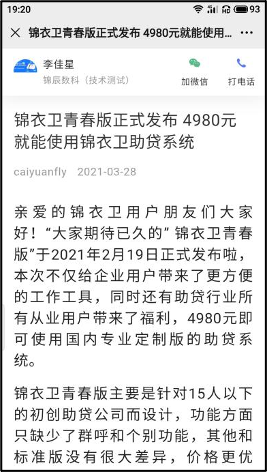 19:20
93
锦衣卫青春版正式发布 4980元就能使用...
李佳星
锦辰数科（技术测试）
加微信
打电话
锦衣卫青春版正式发布 4980元
就能使用锦衣卫助贷系统
caiyuanfly 2021-03-28
亲爱的锦衣卫用户朋友们大家
好！“大家期待已久的” 锦衣卫青春
版”于2021年2月19日正式发布啦，
本次不仅给企业用户带来了更方便
的工作工具，同时还有助贷行业所
有从业用户带来了福利，4980元即
可使用国内专业定制版的助贷系
统。
锦衣卫青春版主要是针对15人以下
的初创助贷公司而设计，功能方面
只缺少了群呼和个别功能，其他和
标准版没有很大差异，价格更优